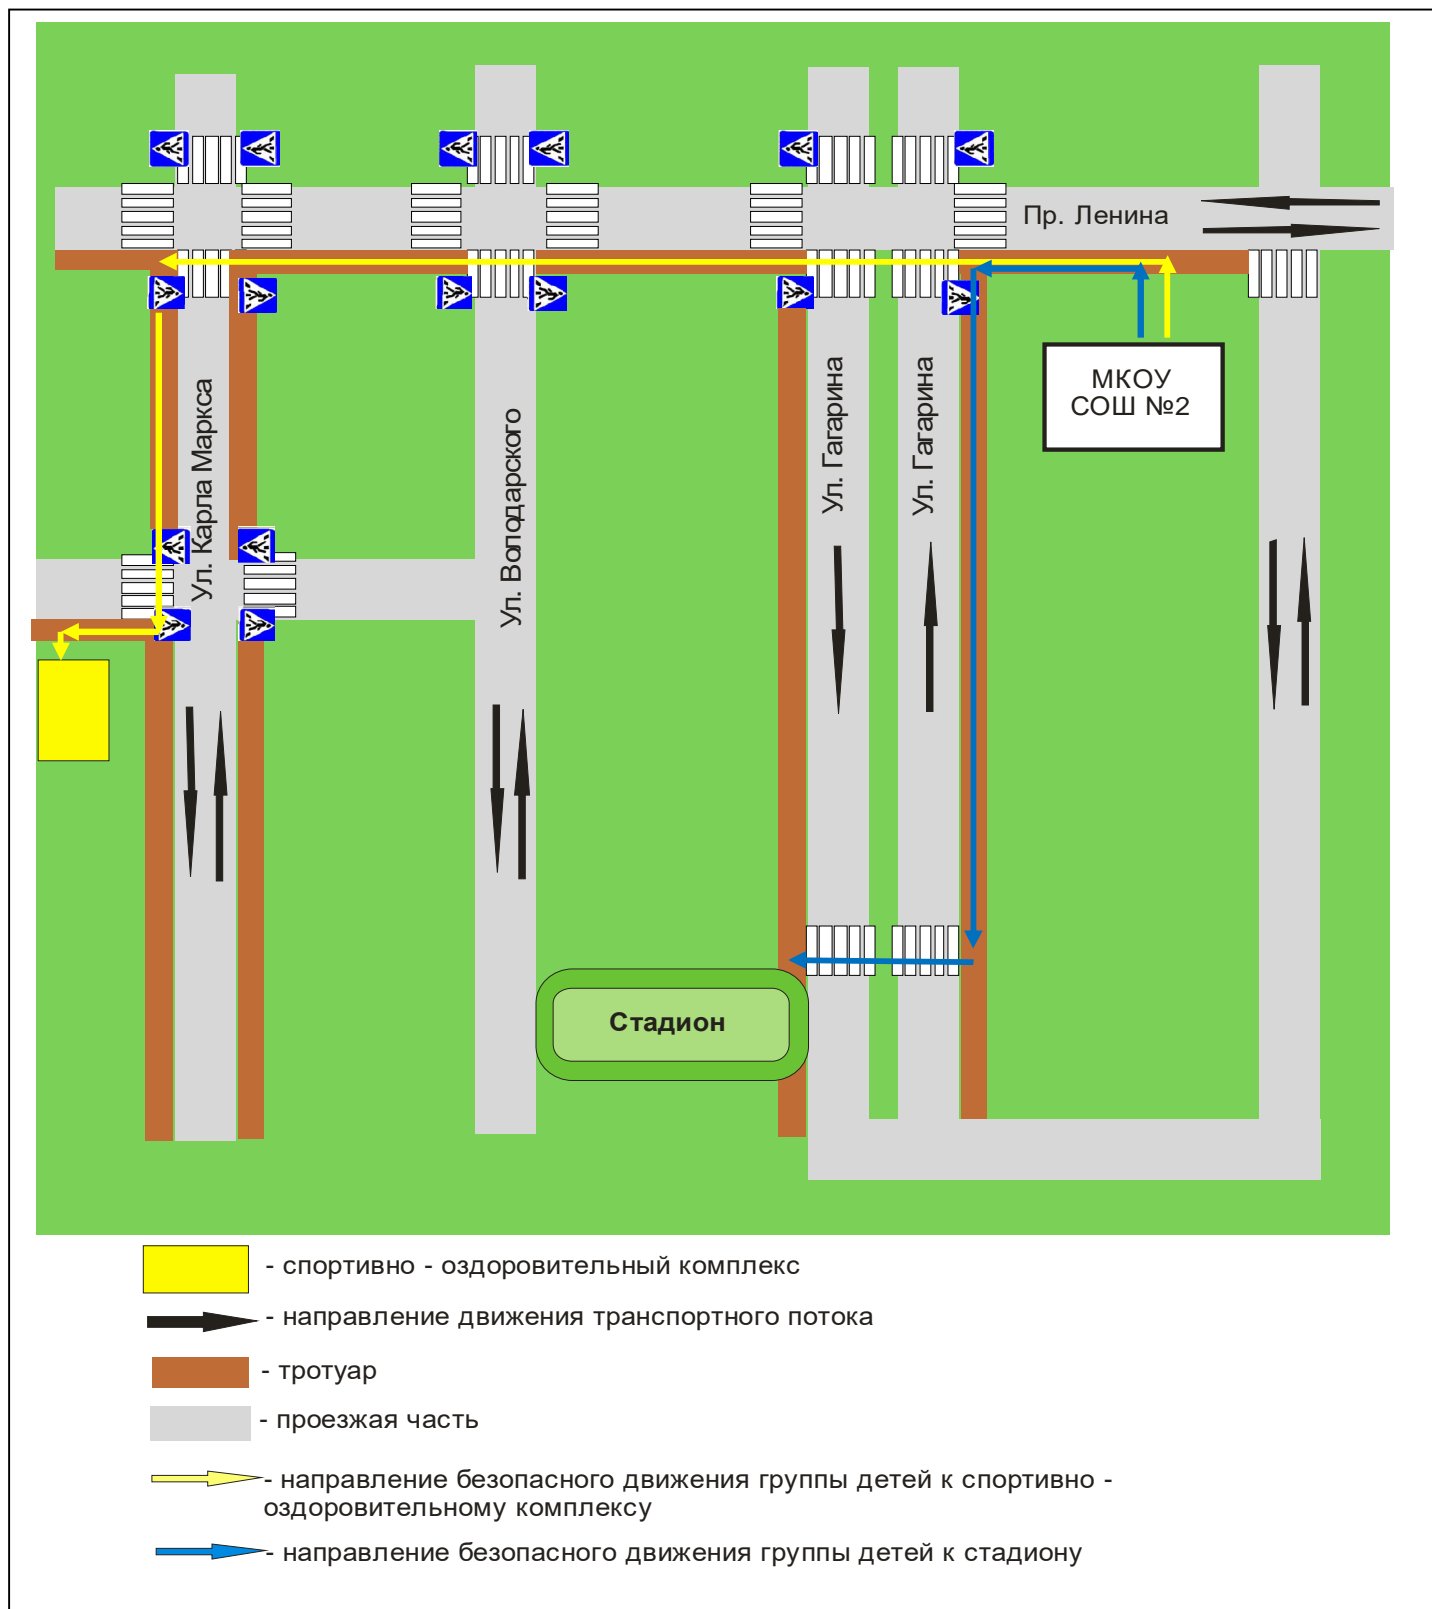 Пр. Ленина
МКОУ
СОШ №2
Ул. Карла Маркса
Ул. Володарского
Ул. Гагарина
Ул. Гагарина
Стадион
- спортивно - оздоровительный комплекс
- направление движения транспортного потока
- тротуар
- проезжая часть
- направление безопасного движения группы детей к спортивно -
оздоровительному комплексу
- направление безопасного движения группы детей к стадиону